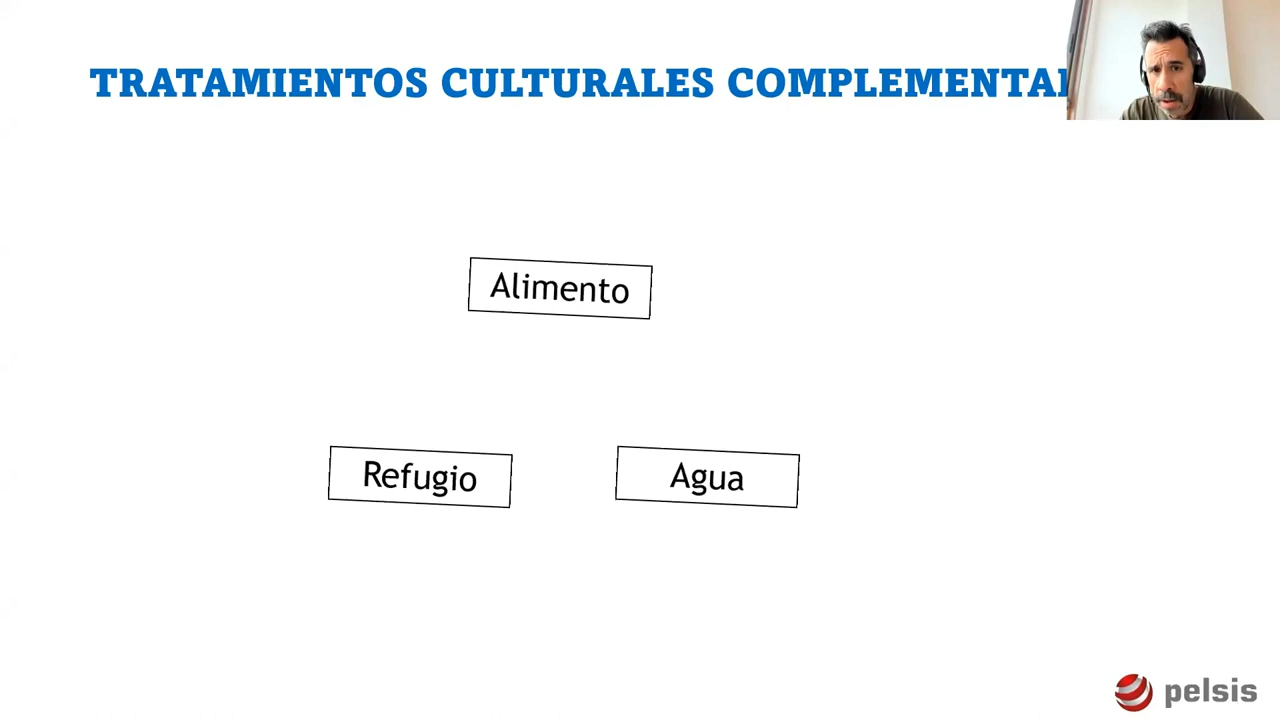 TRATAMIENTOS CULTURALES COMPLEMENTA
Alimento
Refugio
Agua
pelsis